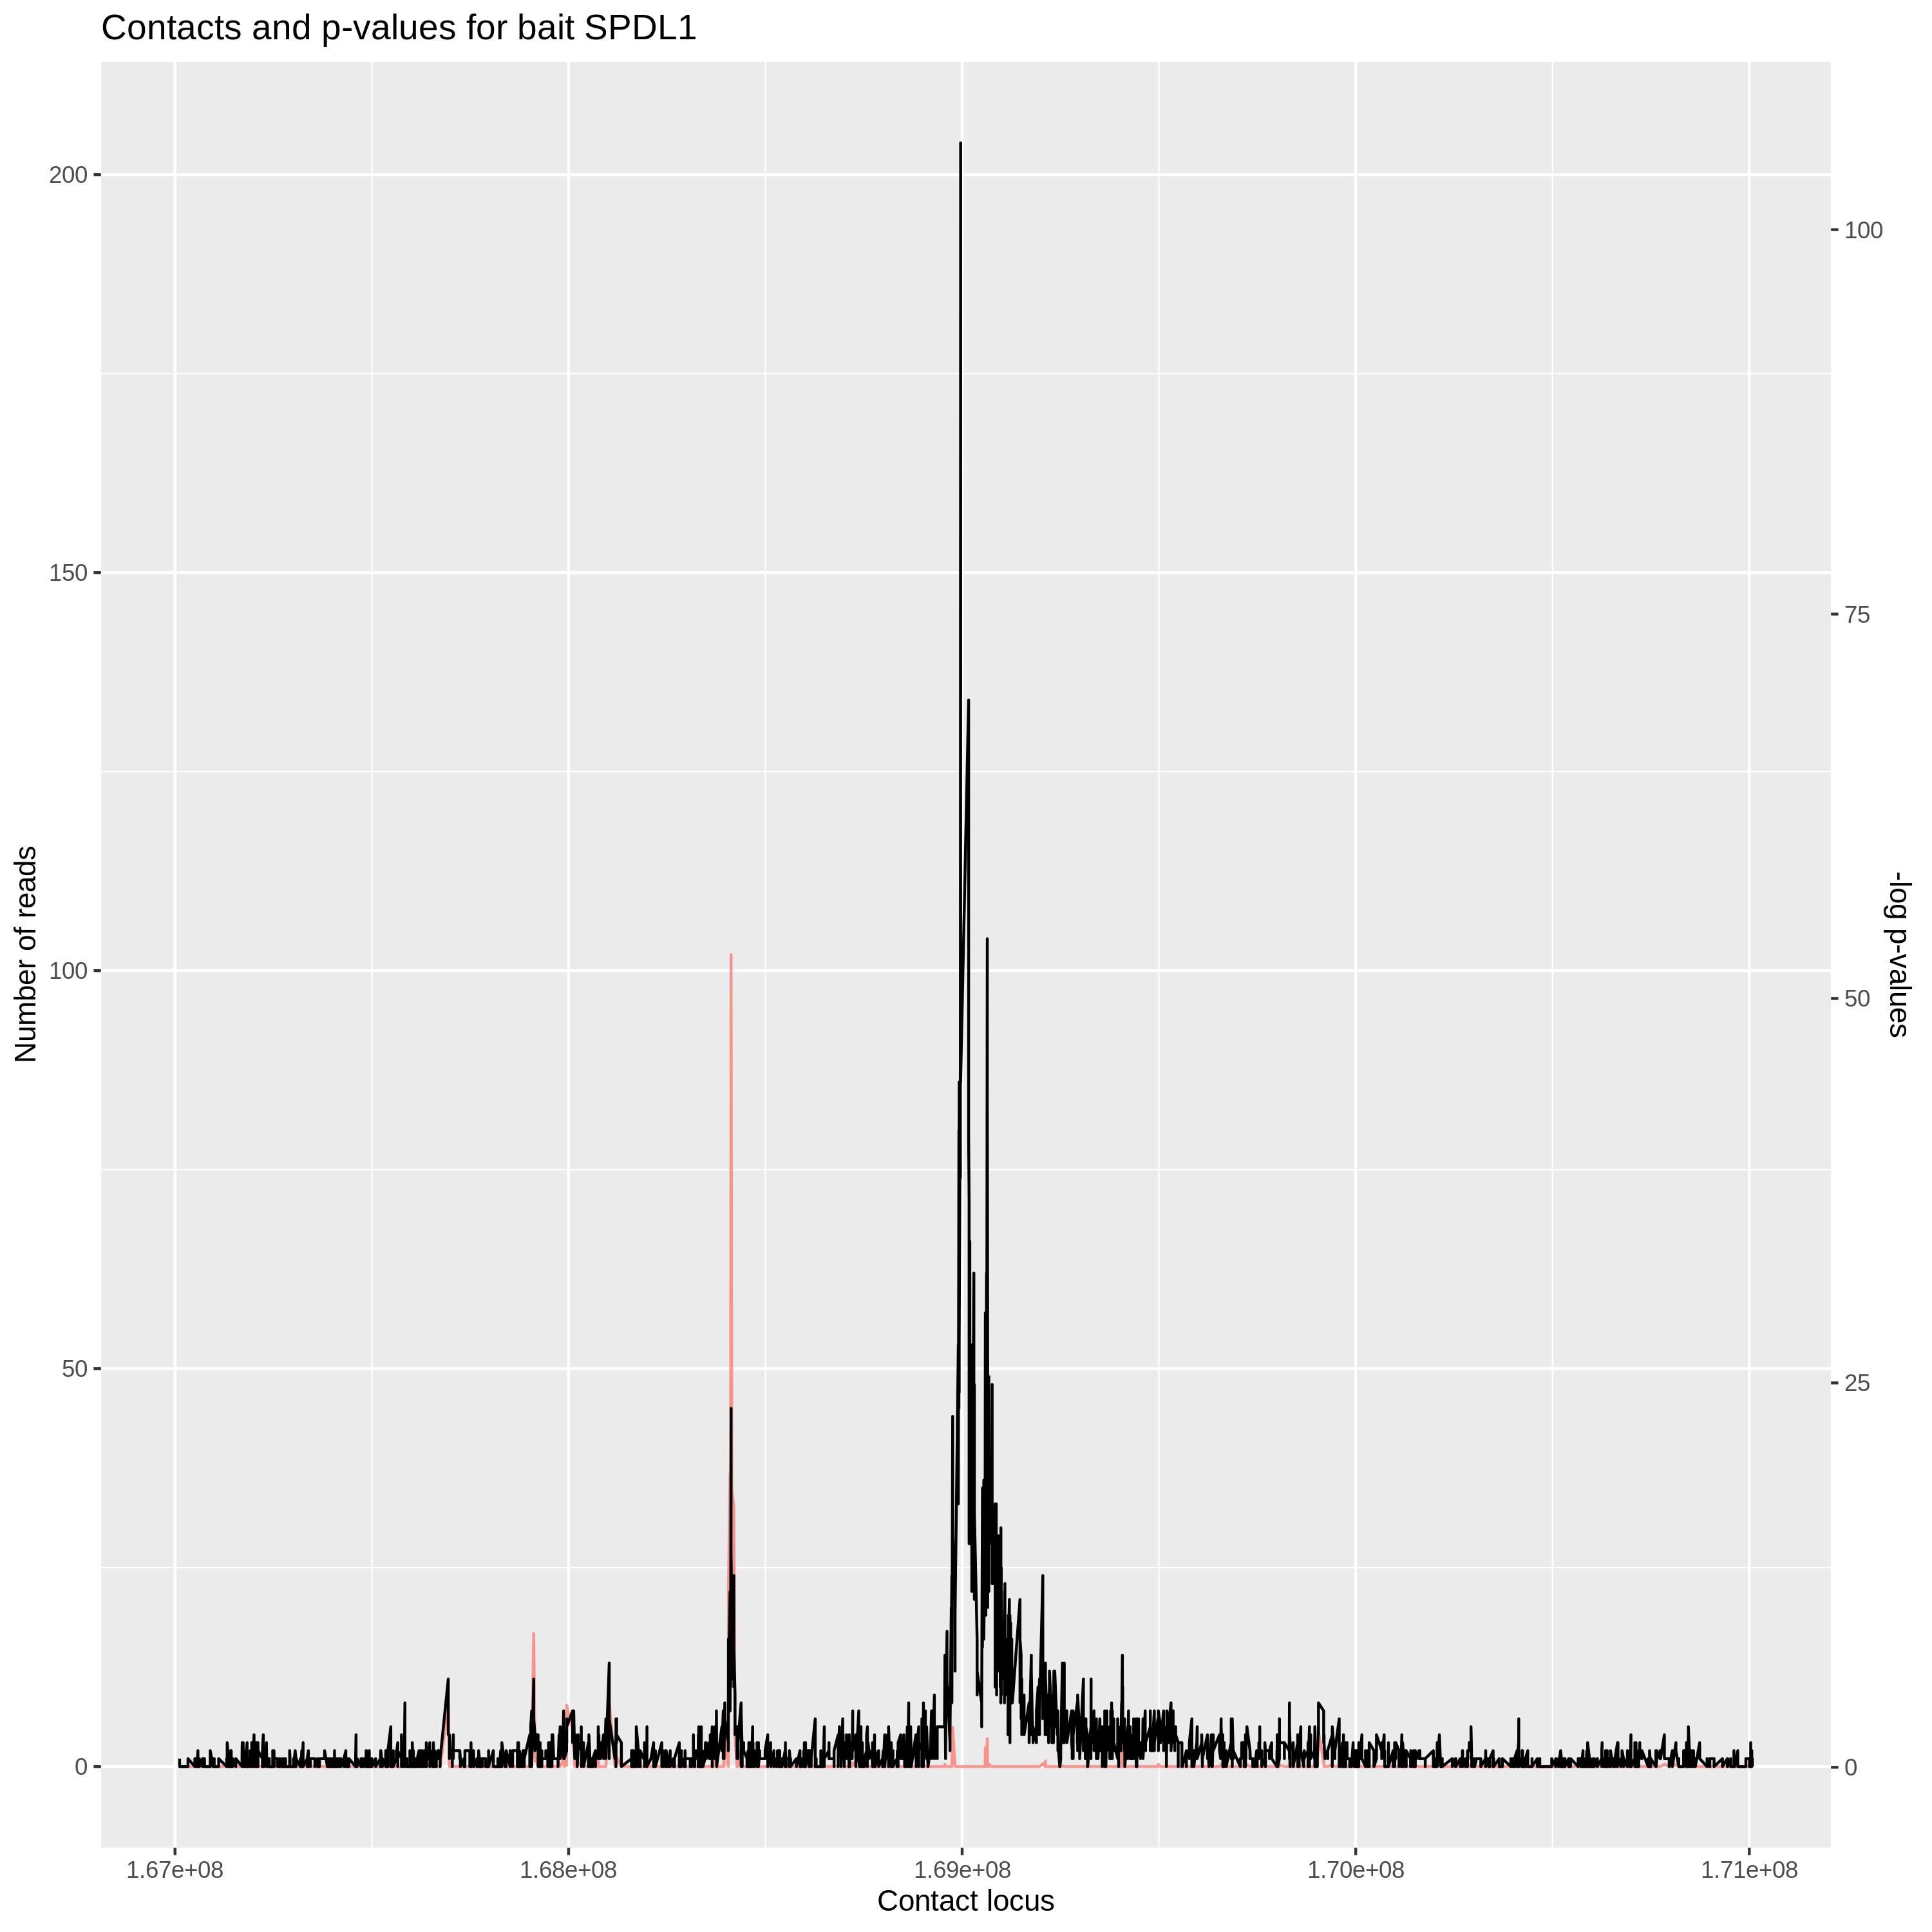 Contacts and p-values for bait SPDL1
200
150
100
50
0
Number of reads
100
75
50
25
0
-log p-values
1.67e+08
1.68e+08
1.69e+08
1.70e+08
1.71e+08
Contact locus